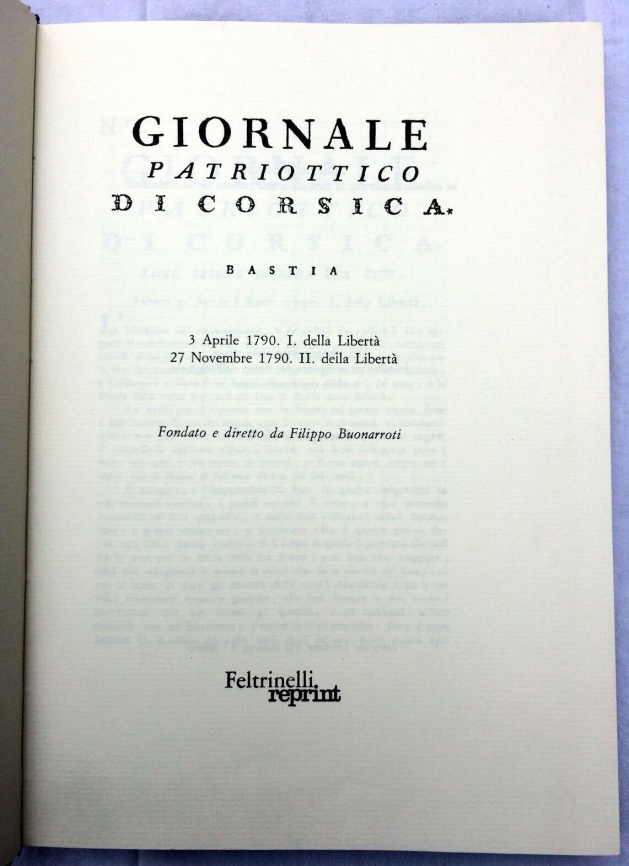 GIORNALE
PATRIOTTICO
DI CORSICA.
BASTIA
3 Aprile 1790. I. della Libertà
27 Novembre 1790. II. della Libertà
Fondato e diretto da Filippo Buonarroti
Feltrinelli
reprint